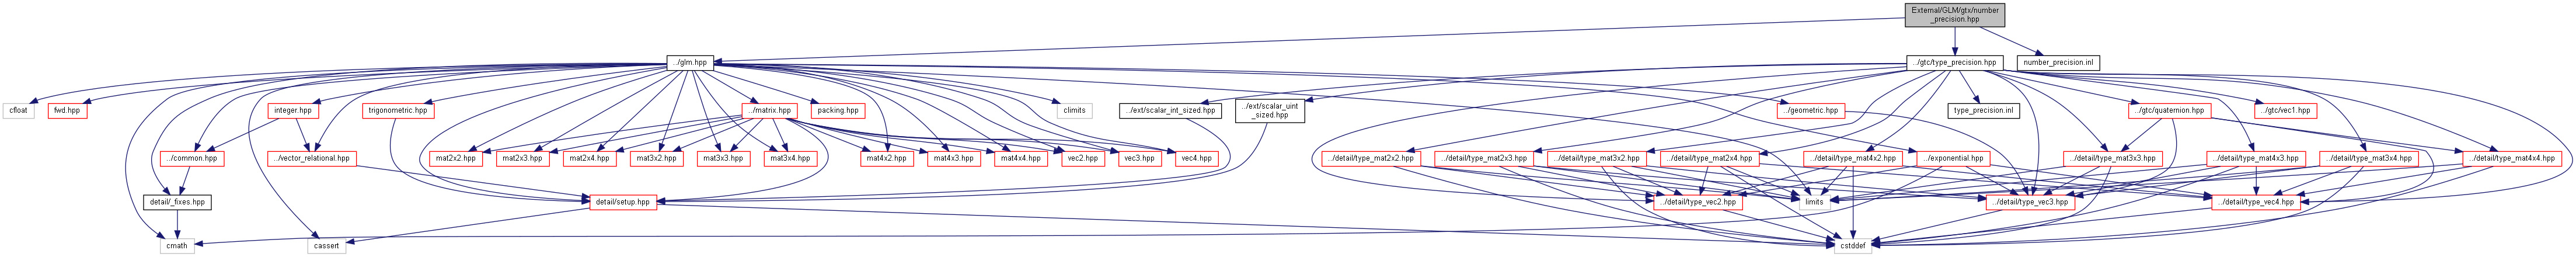 External/GLM/gtx/number
_precision.hpp
../glm.hpp
../gtc/type_precision.hpp
number_precision.inl
cfloat
fwd.hpp
integer.hpp
trigonometric.hpp
../matrix.hpp
packing.hpp
climits
../ext/scalar_int_sized.hpp
../ext/scalar_uint
_sized.hpp
../geometric.hpp
type_precision.inl
../gtc/quaternion.hpp
../gtc/vec1.hpp
../common.hpp
../vector_relational.hpp
mat2x2.hpp
mat2x3.hpp
mat2x4.hpp
mat3x2.hpp
mat3x3.hpp
mat3x4.hpp
mat4x2.hpp
mat4x3.hpp
mat4x4.hpp
vec2.hpp
vec3.hpp
vec4.hpp
../detail/type_mat2x2.hpp
../detail/type_mat2x3.hpp
../detail/type_mat3x2.hpp
../detail/type_mat2x4.hpp
../detail/type_mat4x2.hpp
../exponential.hpp
../detail/type_mat3x3.hpp
../detail/type_mat4x3.hpp
../detail/type_mat3x4.hpp
../detail/type_mat4x4.hpp
detail/_fixes.hpp
detail/setup.hpp
../detail/type_vec2.hpp
limits
../detail/type_vec3.hpp
../detail/type_vec4.hpp
cmath
cassert
cstddef